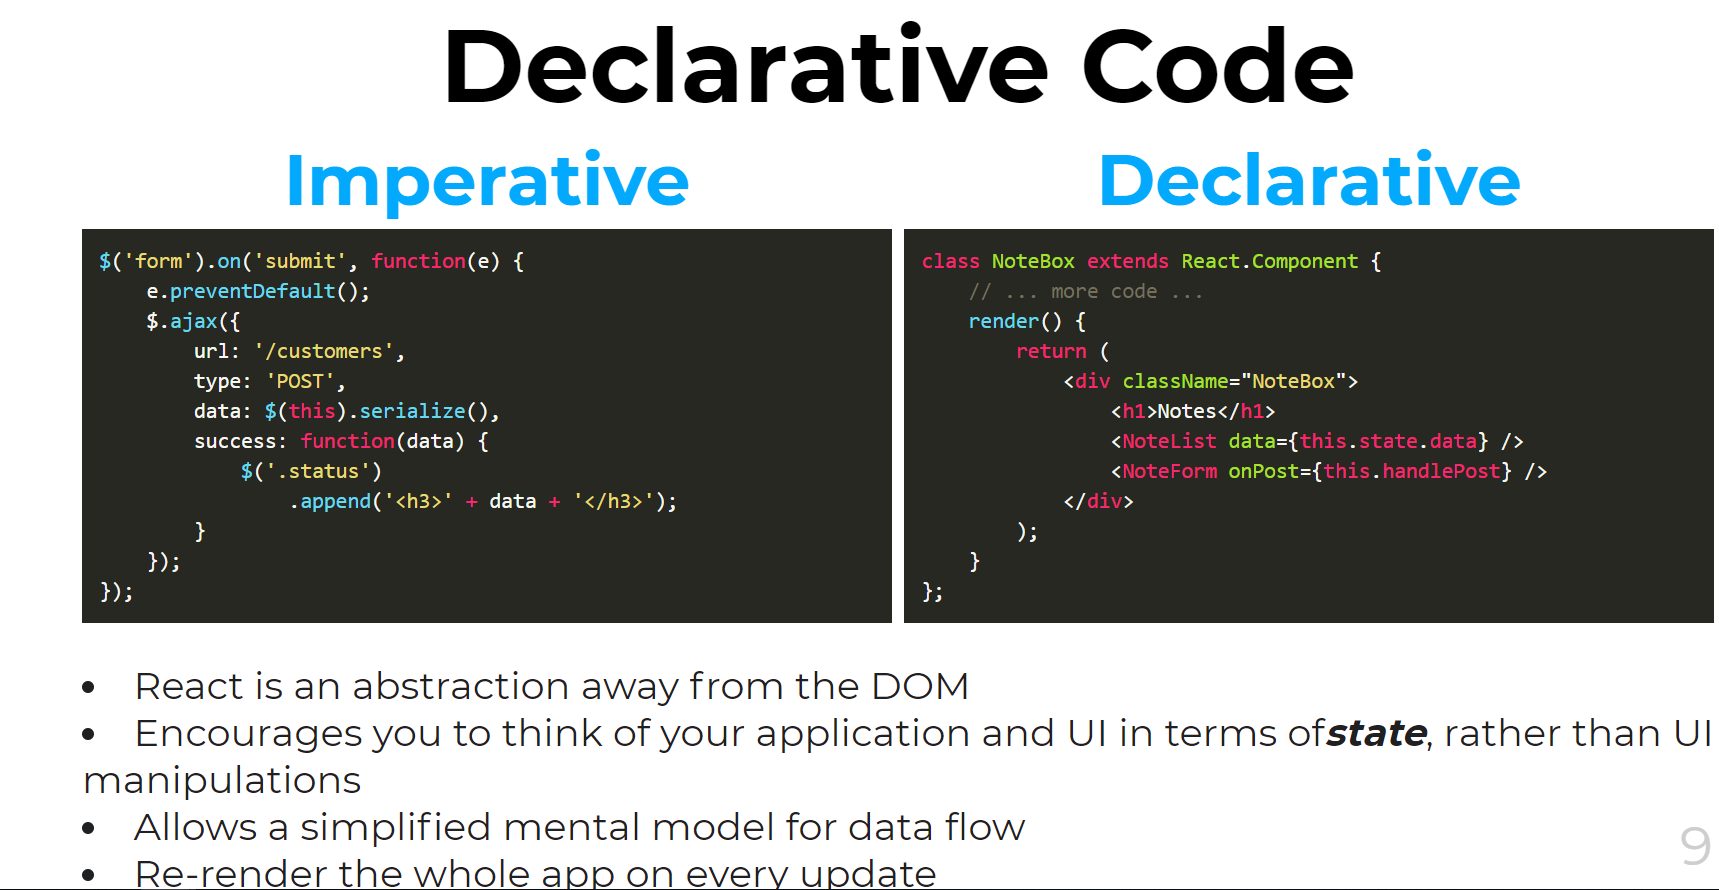 Declarative Code
Imperative
$('form').on('submit', function(e) {
    e.preventDefault();
    $.ajax({
        url: '/customers',
        type: 'POST',
        data: $(this).serialize(),
        success: function(data) {
            $('.status')
                .append('<h3>' + data + '</h3>');
        }
    });
});
Declarative
class NoteBox extends React.Component {
    // ... more code ...
    render() {
        return (
            <div className="NoteBox">
                <h1>Notes</h1>
                <NoteList data={this.state.data} />
                <NoteForm onPost={this.handlePost} />
            </div>
        );
    }
};
• React is an abstraction away from the DOM
• Encourages you to think of your application and UI in terms ofstate, rather than UI
manipulations
• Allows a simplified mental model for data flow
• Re-render the whole app on every update
9